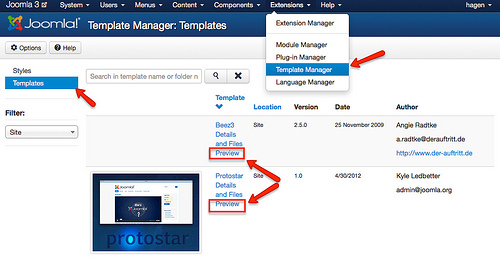 Joomla 3
System
Users
Menus
Content
Components
Extensions
Help
hagen
Joomla!
Template Manager: Templates
Extension Manager
Module Manager
Plug-in Manager
Template Manager
Language Manager
Options
Help
Styles
Templates
Search in template name or folder n
Filter:
Site
Template
Location
Version
Date
Author
Beez3
Details
and Files
Preview
Site
2.5.0
25 November 2009
Angie
Radtke
a.radtke@derauftritt.de
http://www.der-auftritt.de
Protostar
Details
and Files
Preview
Site
1.0
4/30/2012
Kyle Ledbetter
admin@joomla.org
Joomla!
protostar